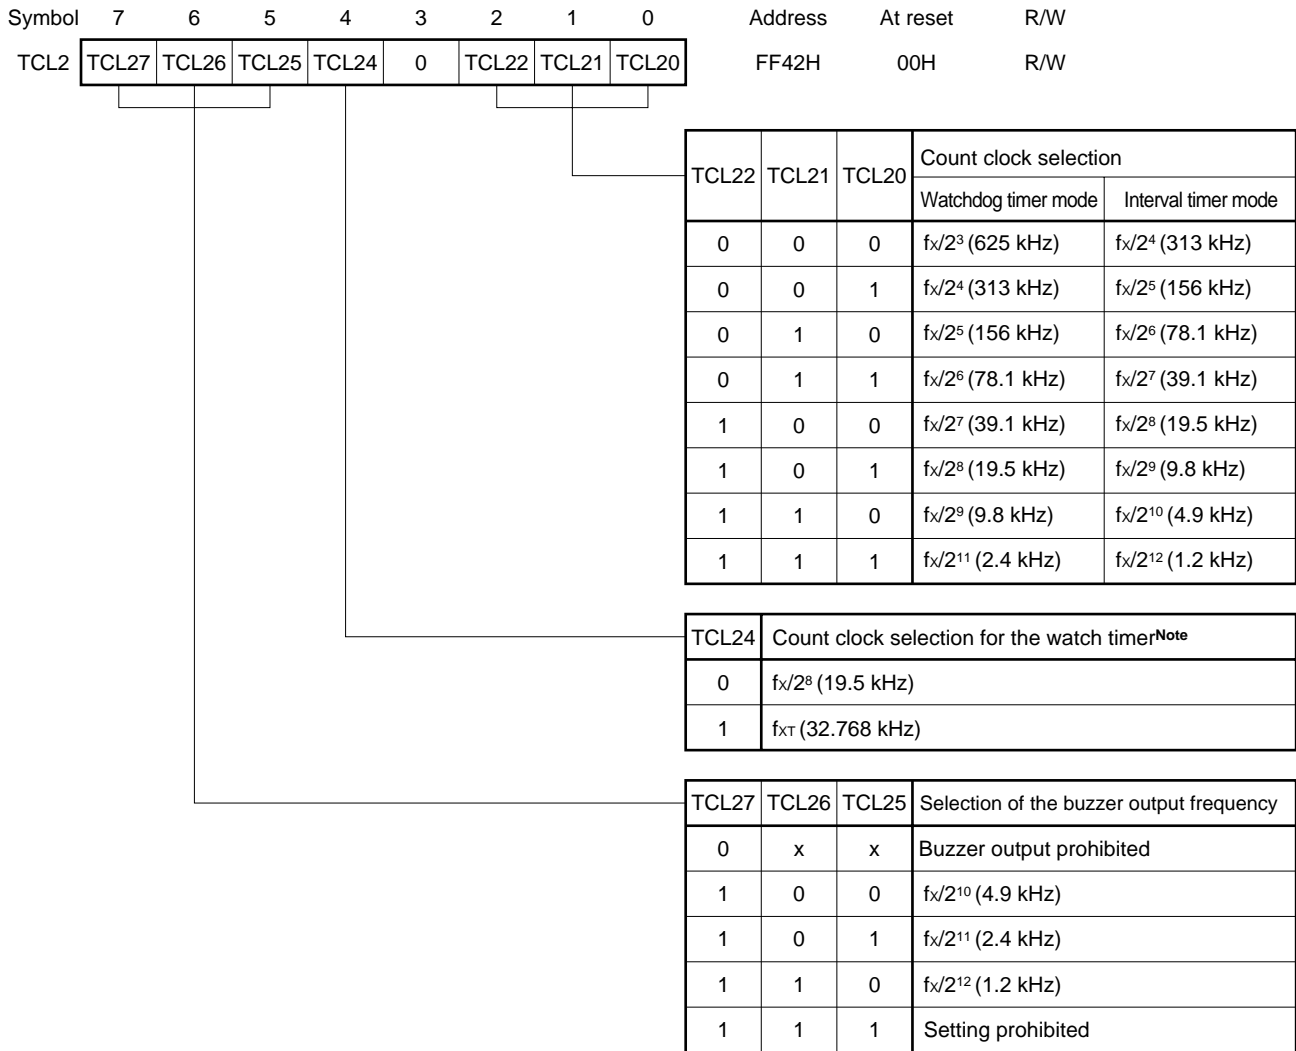 Symbol 7 6 5 4 3 2 1 0 Address At reset R/W
TCL2 TCL27 TCL26 TCL25 TCL24 0 TCL22 TCL21 TCL20 FF42H 00H R/W
TCL22 TCL21 TCL20 Count clock selection
Watchdog timer mode Interval timer mode
0 0 0 fX/2³ (625 kHz) fX/2⁴ (313 kHz)
0 0 1 fX/2⁴ (313 kHz) fX/2⁵ (156 kHz)
0 1 0 fX/2⁵ (156 kHz) fX/2⁶ (78.1 kHz)
0 1 1 fX/2⁶ (78.1 kHz) fX/2⁷ (39.1 kHz)
1 0 0 fX/2⁷ (39.1 kHz) fX/2⁸ (19.5 kHz)
1 0 1 fX/2⁸ (19.5 kHz) fX/2⁹ (9.8 kHz)
1 1 0 fX/2⁹ (9.8 kHz) fX/2¹⁰ (4.9 kHz)
1 1 1 fX/2¹¹ (2.4 kHz) fX/2¹² (1.2 kHz)
TCL24 Count clock selection for the watch timerNote
0 fX/2⁸ (19.5 kHz)
1 fXT (32.768 kHz)
TCL27 TCL26 TCL25 Selection of the buzzer output frequency
0 x x Buzzer output prohibited
1 0 0 fX/2¹⁰ (4.9 kHz)
1 0 1 fX/2¹¹ (2.4 kHz)
1 1 0 fX/2¹² (1.2 kHz)
1 1 1 Setting prohibited